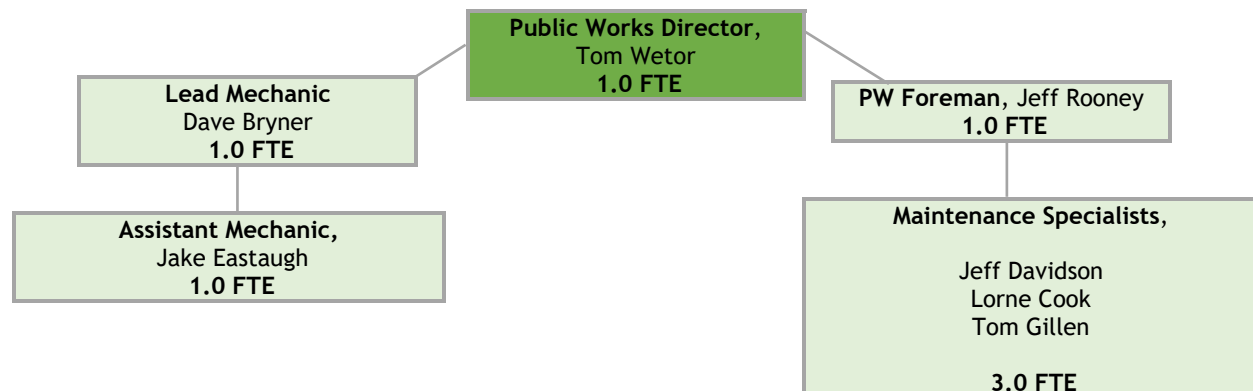 Public Works Director,
Tom Wetor
1.0 FTE
Lead Mechanic
Dave Bryner
1.0 FTE
PW Foreman, Jeff Rooney
1.0 FTE
Assistant Mechanic,
Jake Eastaugh
1.0 FTE
Maintenance Specialists,
Jeff Davidson
Lorne Cook
Tom Gillen
3.0 FTE